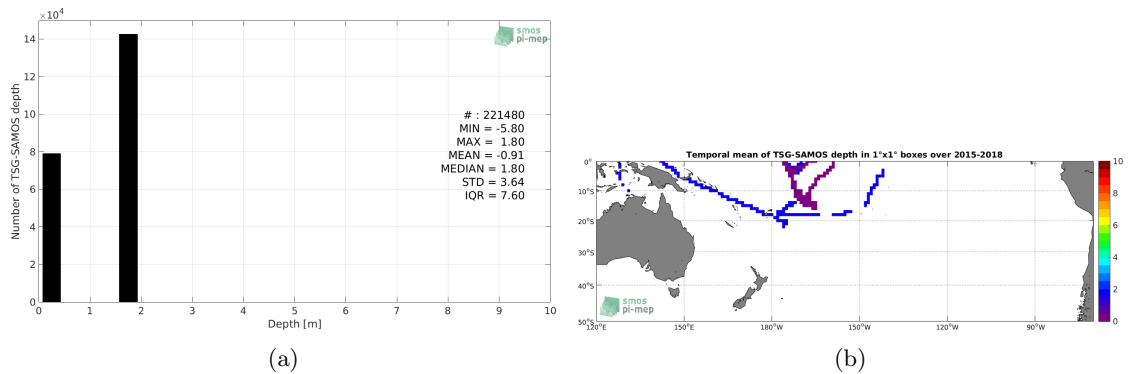 ×10⁴
14
12
10
8
6
4
2
0
0 1 2 3 4 5 6 7 8 9 10
Number of TSG-SAMOS depth
Depth [m]
smos
pi-mep
# : 221480
MIN = -5.80
MAX = 1.80
MEAN = -0.91
MEDIAN = 1.80
STD = 3.64
IQR = 7.60
(a)
Temporal mean of TSG-SAMOS depth in 1°x1° boxes over 2015-2018
0°
10°S
20°S
30°S
40°S
50°S
120°E 150°E 180°W 150°W 120°W 90°W
smos
pi-mep
10
8
6
4
2
0
(b)